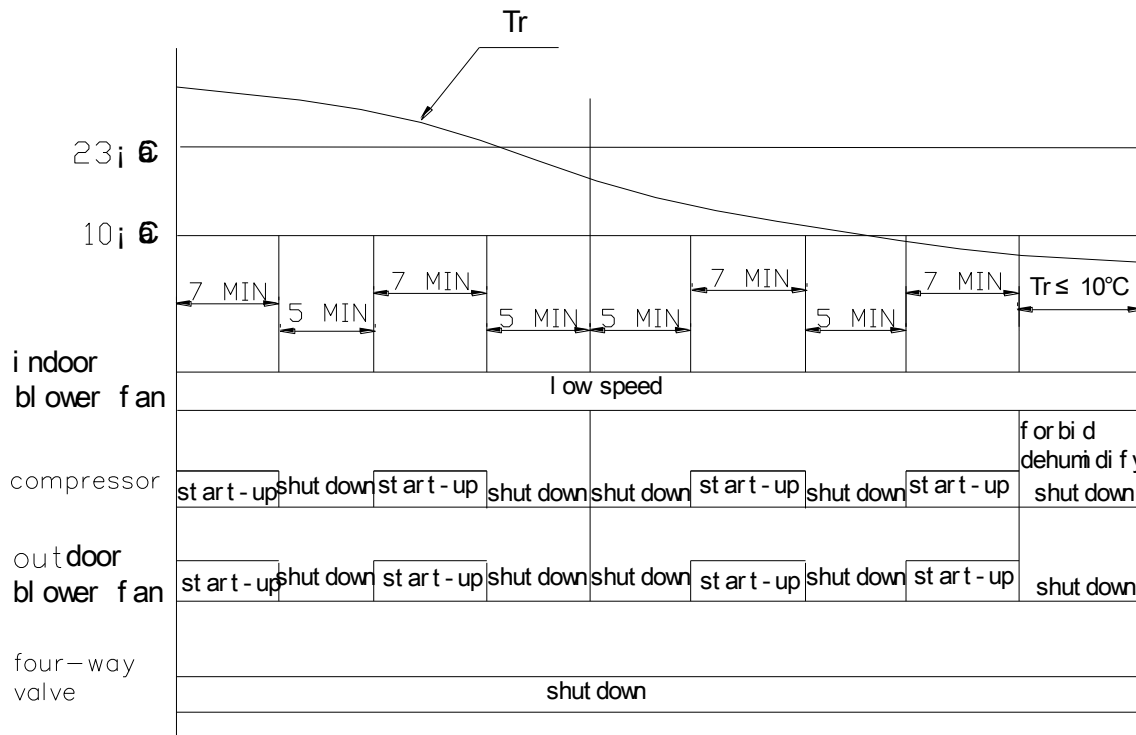 Tr
23¡ãC
10¡ãC
7 MIN
5 MIN
7 MIN
5 MIN
5 MIN
7 MIN
5 MIN
7 MIN
Tr ≤ 10°C
indoor
blower fan
low speed
compressor
start-up
shut down
start-up
shut down
shut down
start-up
shut down
start-up
forbid
dehumidify
shut down
outdoor
blower fan
start-up
shut down
start-up
shut down
shut down
start-up
shut down
start-up
shut down
four-way
valve
shut down